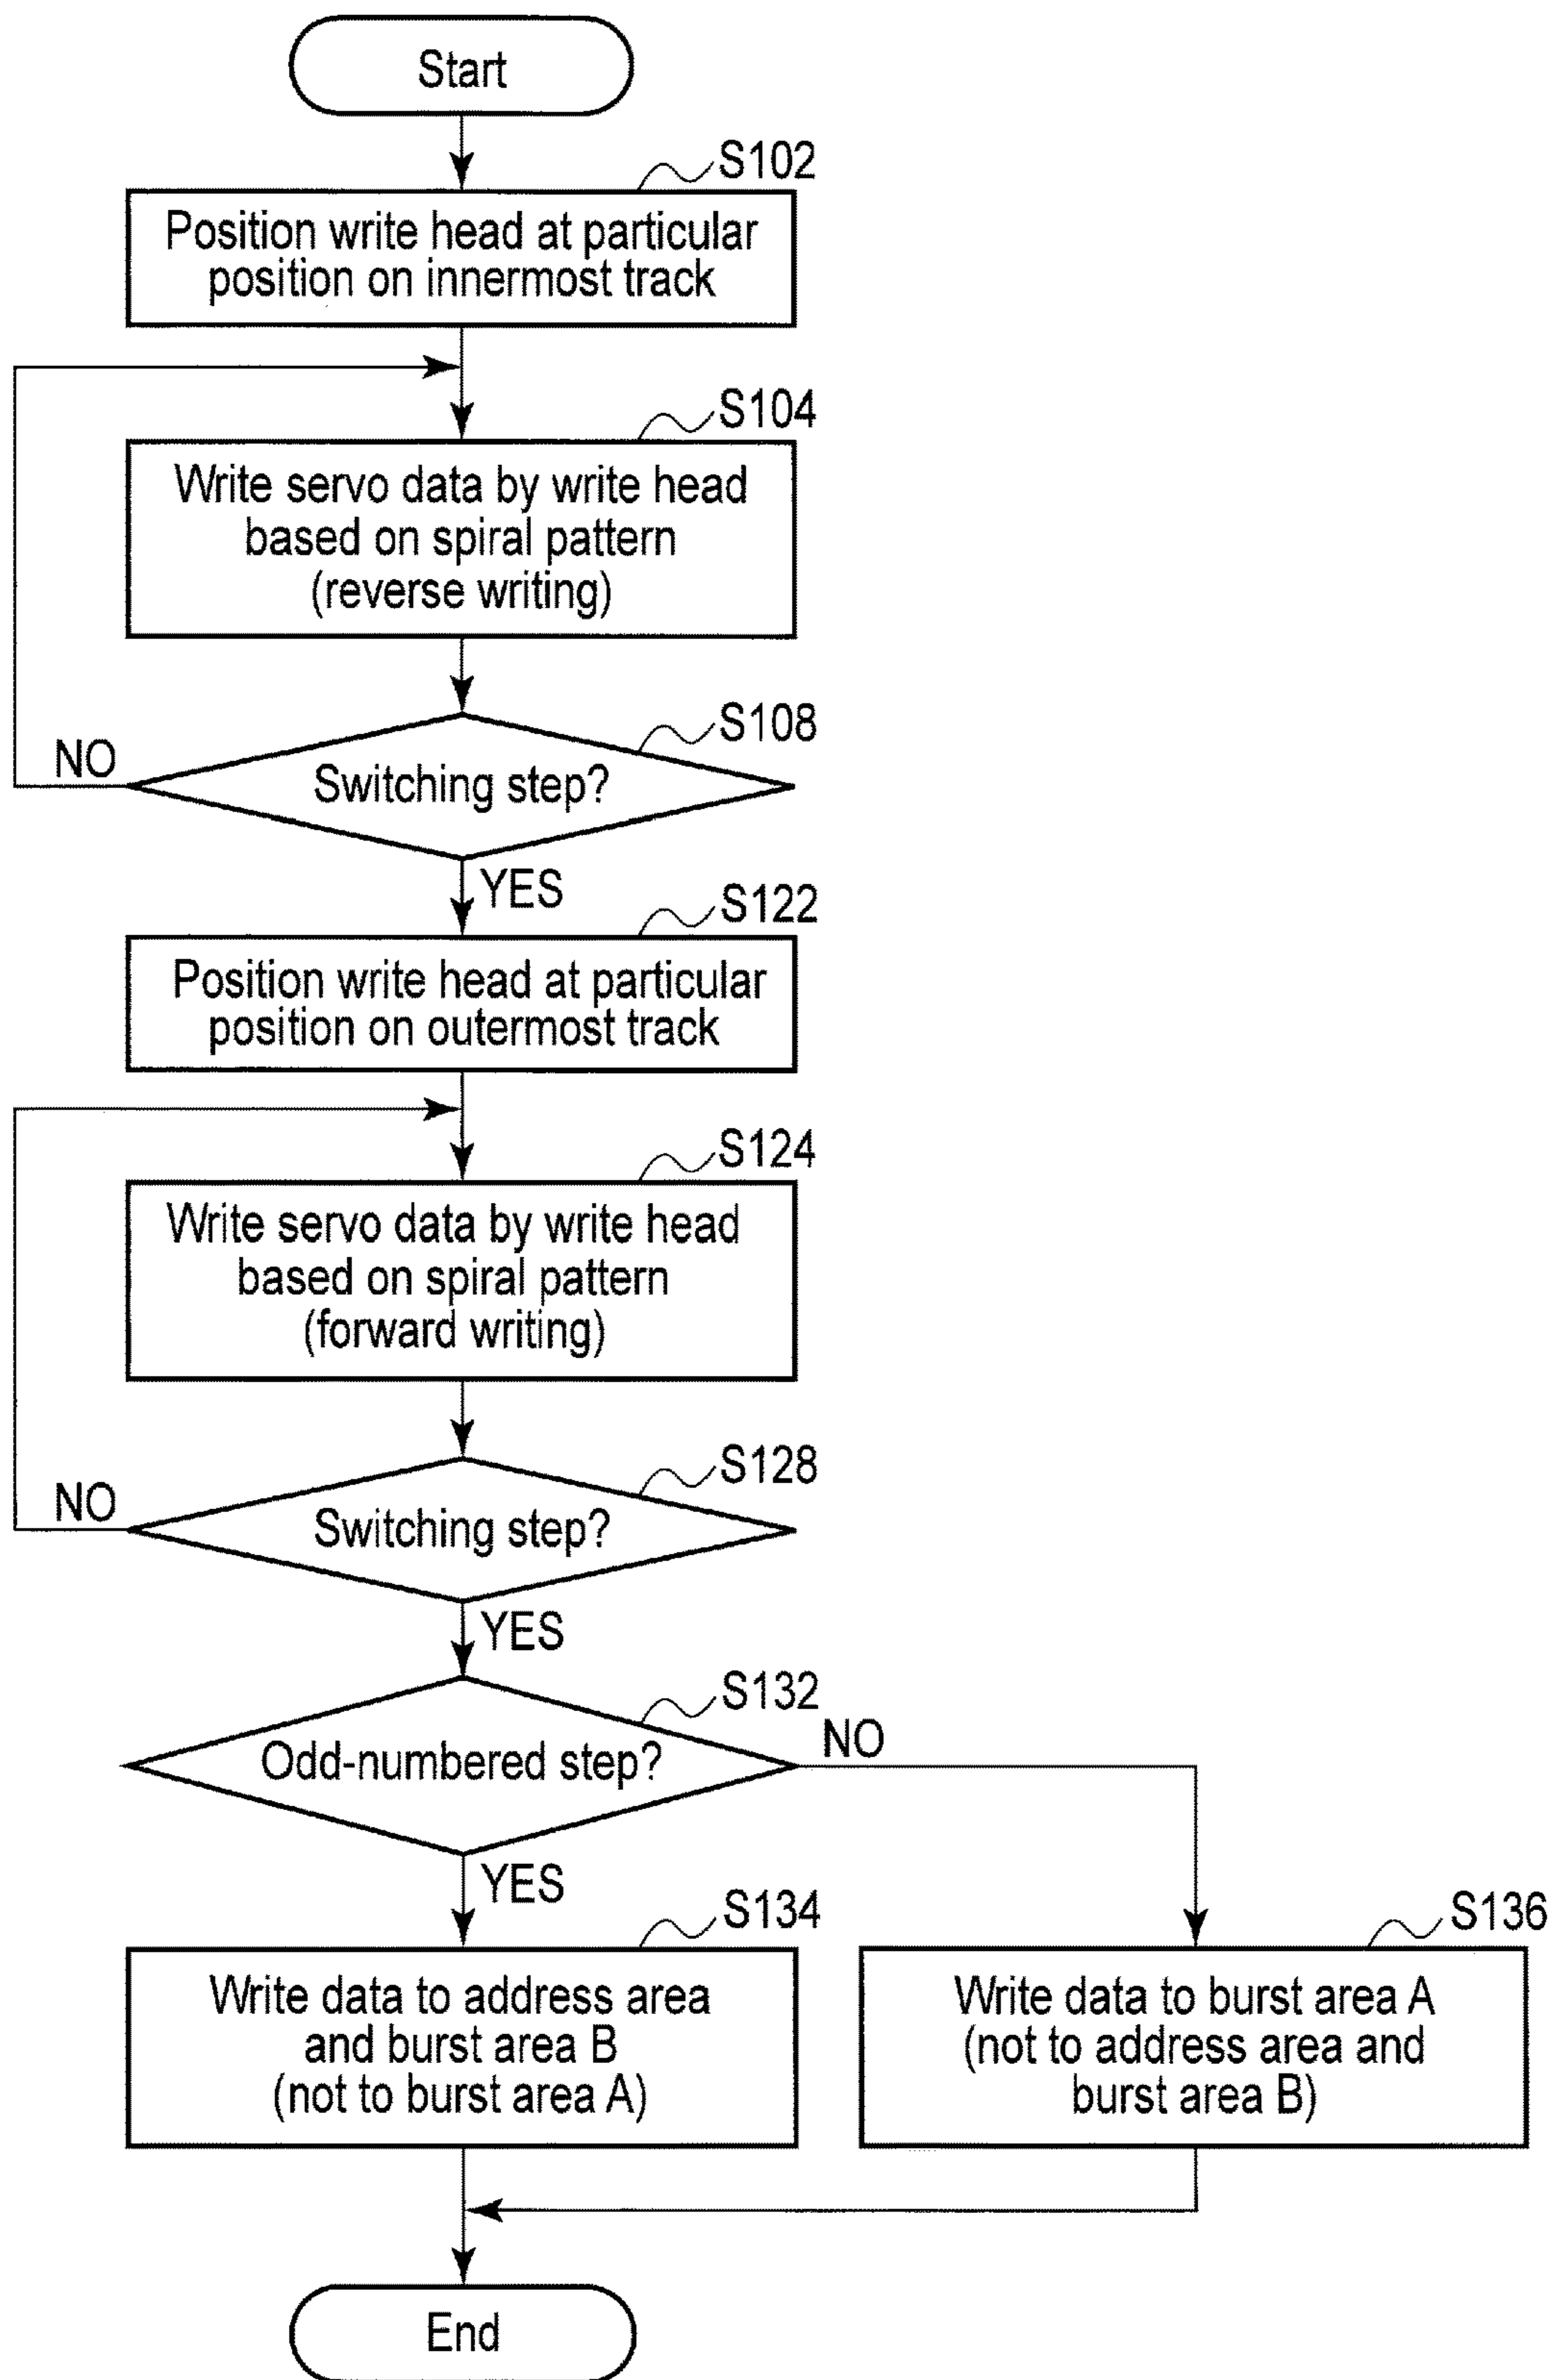 Start
S102
Position write head at particular
position on innermost track
S104
Write servo data by write head
based on spiral pattern
(reverse writing)
S108
NO
Switching step?
YES
S122
Position write head at particular
position on outermost track
S124
Write servo data by write head
based on spiral pattern
(forward writing)
S128
NO
Switching step?
YES
S132
NO
Odd-numbered step?
YES
S134
S136
Write data to address area
and burst area B
(not to burst area A)
Write data to burst area A
(not to address area and
burst area B)
End